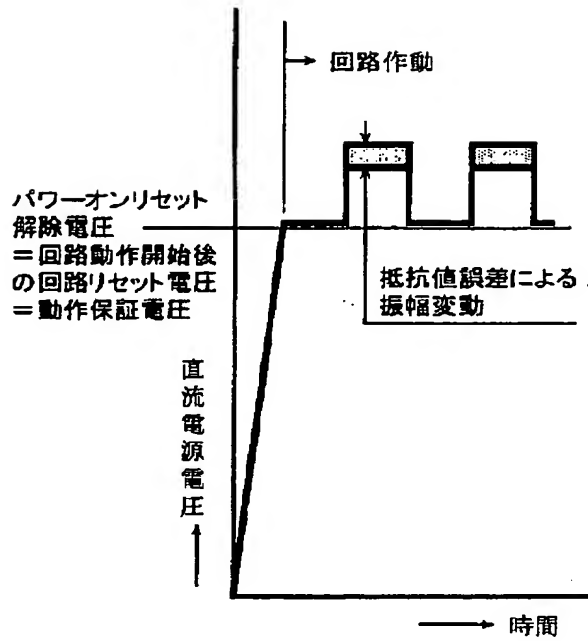 回路作動
パワーオンリセット
解除電圧
＝回路動作開始後
の回路リセット電圧
＝動作保証電圧
抵抗値誤差による
振幅変動
直流電源電圧
時間